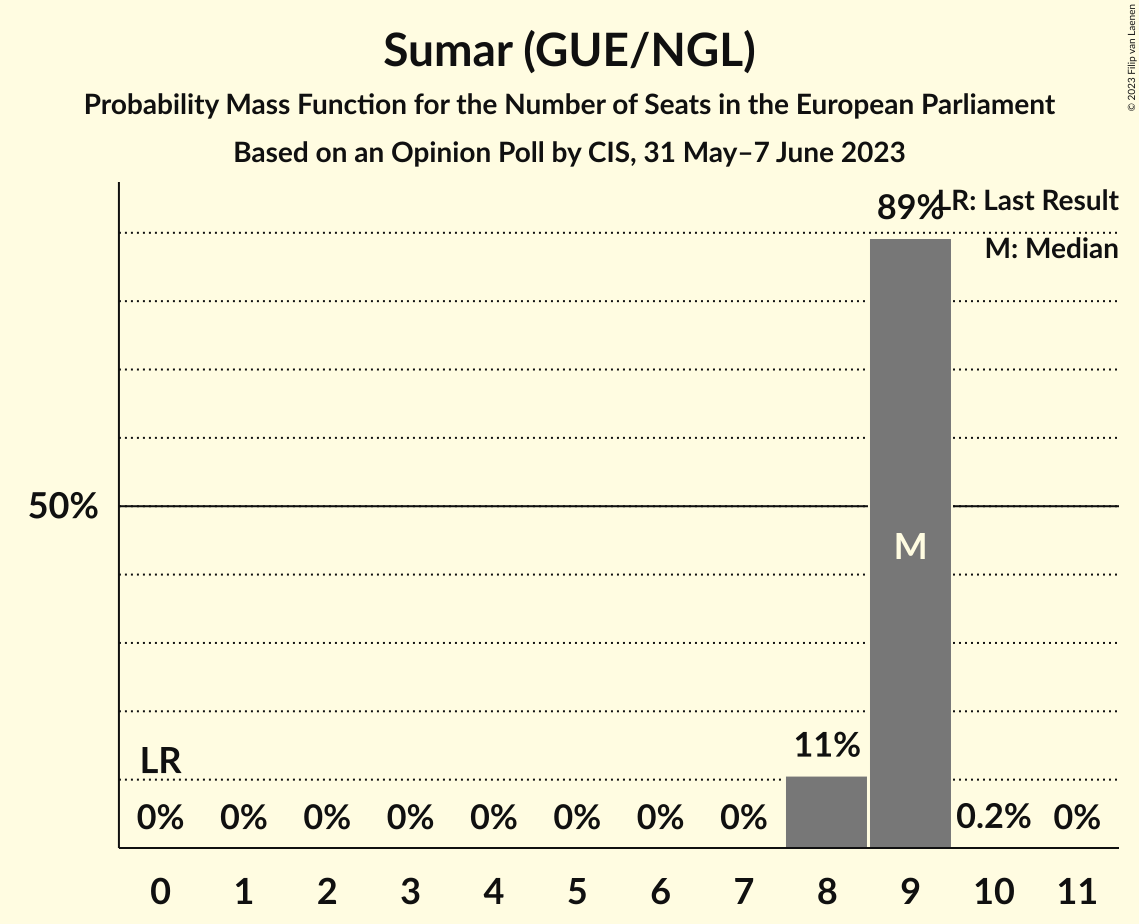 Sumar (GUE/NGL)
Probability Mass Function for the Number of Seats in the European Parliament
Based on an Opinion Poll by CIS, 31 May–7 June 2023
© 2023 Filip van Laenen
LR: Last Result
M: Median
89%
50%
M
11%
LR
0% 0% 0% 0% 0% 0% 0% 0% 0.2% 0%
0 1 2 3 4 5 6 7 8 9 10 11